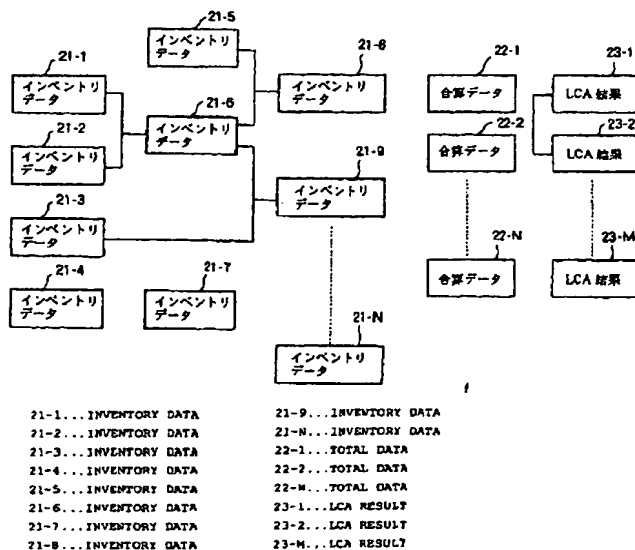 21-5
インベントリ
データ
21-1
インベントリ
データ
21-6
インベントリ
データ
21-8
インベントリ
データ
21-2
インベントリ
データ
21-9
インベントリ
データ
21-3
インベントリ
データ
21-4
インベントリ
データ
21-7
インベントリ
データ
21-N
インベントリ
データ
22-1
合算データ
22-2
合算データ
22-N
合算データ
23-1
LCA 結果
23-2
LCA 結果
23-M
LCA 結果
21-1...INVENTORY DATA
21-2...INVENTORY DATA
21-3...INVENTORY DATA
21-4...INVENTORY DATA
21-5...INVENTORY DATA
21-6...INVENTORY DATA
21-7...INVENTORY DATA
21-8...INVENTORY DATA
21-9...INVENTORY DATA
21-N...INVENTORY DATA
22-1...TOTAL DATA
22-2...TOTAL DATA
22-N...TOTAL DATA
23-1...LCA RESULT
23-2...LCA RESULT
23-M...LCA RESULT